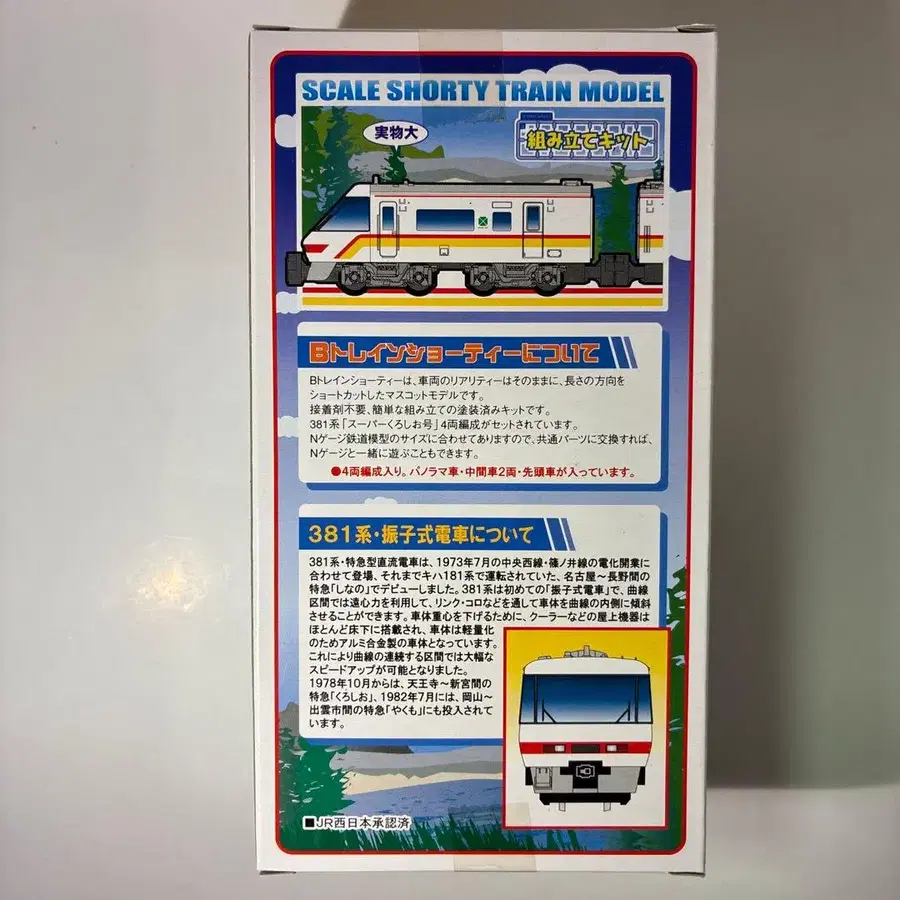 SCALE SHORTY TRAIN MODEL
実物大
組み立てキット
Bトレインショーティーについて
Bトレインショーティーは、車両のリアリティーはそのままに、長さの方向を
ショートカットしたマスコットモデルです。
接着剤不要、簡単な組み立ての塗装済みキットです。
381系「スーパーくろしお号」4両編成がセットされています。
Nゲージ鉄道模型のサイズに合わせてありますので、共通パーツに交換すれば、
Nゲージと一緒に遊ぶこともできます。
●4両編成入り。パノラマ車・中間車2両・先頭車が入っています。
381系・振子式電車について
381系・特急型直流電車は、1973年7月の中央西線・篠ノ井線の電化開業に
合わせて登場、それまでキハ181系で運転されていた、名古屋〜長野間の
特急「しなの」でデビューしました。381系は初めての「振子式電車」で、曲線
区間では遠心力を利用して、リンク・コロなどを通して車体を曲線の内側に傾斜
させることができます。車体重心を下げるために、クーラーなどの屋上機器は
ほとんど床下に搭載され、車体は軽量化
のためアルミ合金製の車体となっています。
これにより曲線の連続する区間では大幅な
スピードアップが可能となりました。
1978年10月からは、天王寺〜新宮間の
特急「くろしお」、1982年7月には、岡山〜
出雲市間の特急「やくも」にも投入されて
います。
■JR西日本承認済